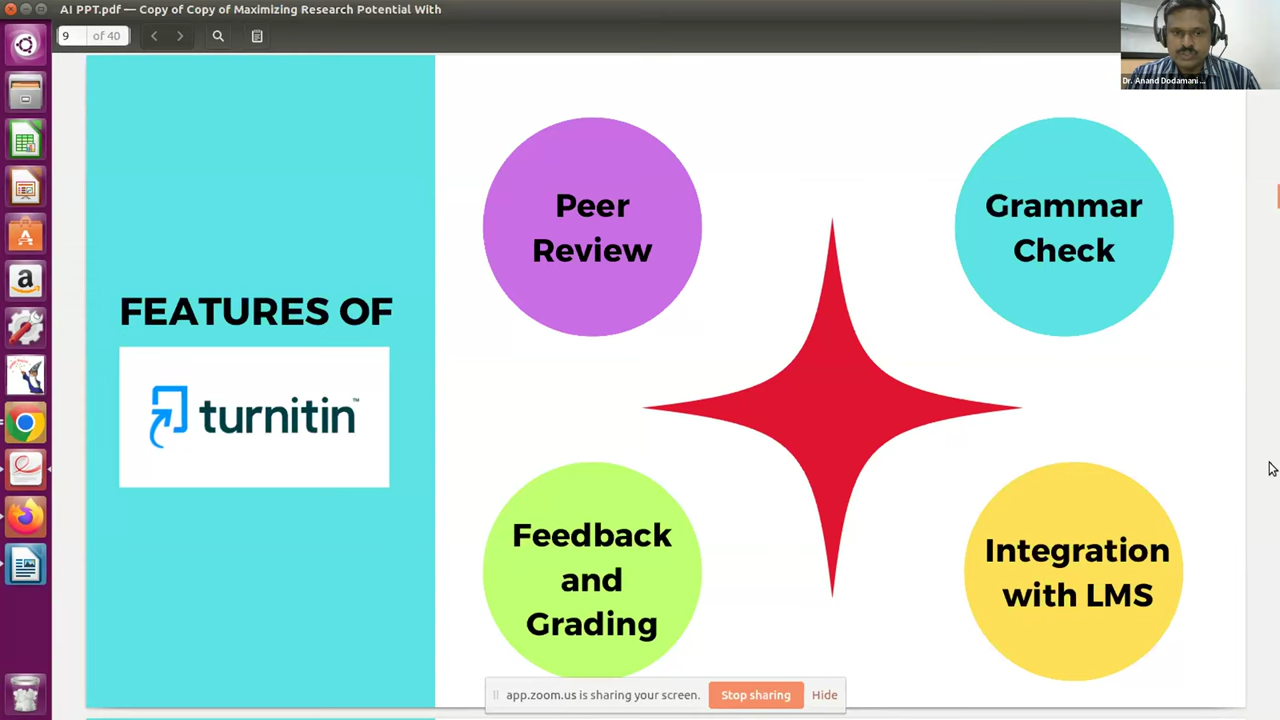 AI PPT.pdf — Copy of Copy of Maximizing Research Potential With
9 of 40
Dr. Anand Dodamani...
Peer
Review
Grammar
Check
FEATURES OF
turnitin™
Feedback
and
Grading
Integration
with LMS
app.zoom.us is sharing your screen. Stop sharing Hide